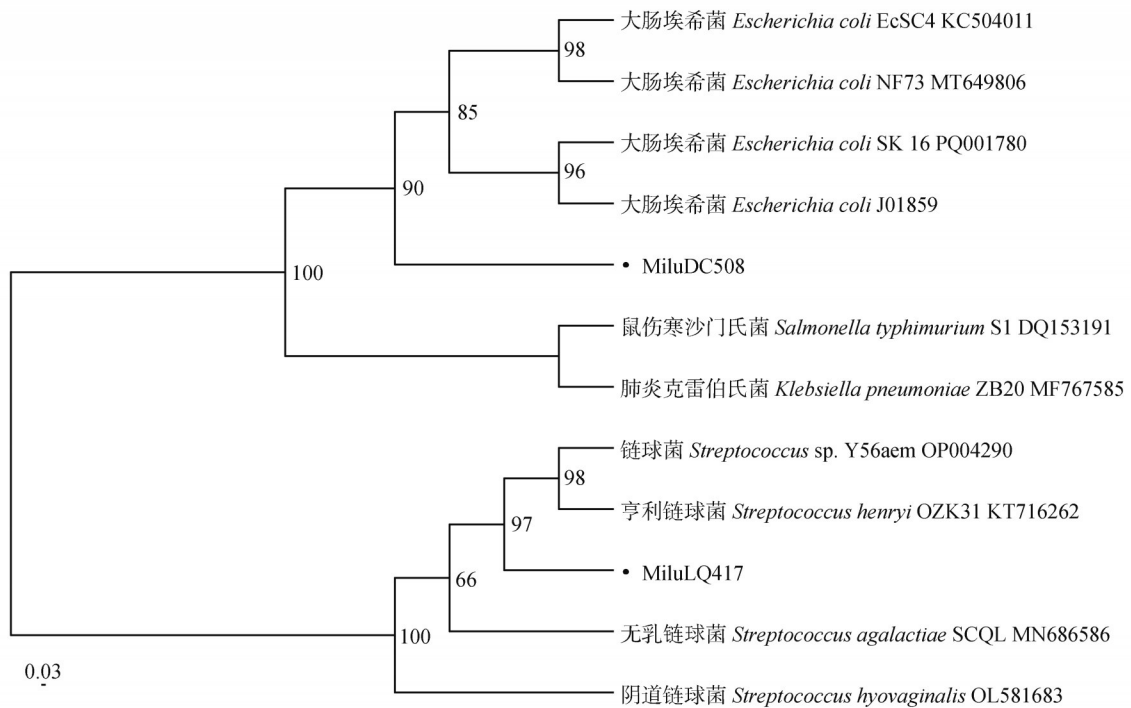 大肠埃希菌 Escherichia coli EcSC4 KC504011
98
大肠埃希菌 Escherichia coli NF73 MT649806
85
大肠埃希菌 Escherichia coli SK 16 PQ001780
96
90
大肠埃希菌 Escherichia coli J01859
• MiluDC508
100
鼠伤寒沙门氏菌 Salmonella typhimurium S1 DQ153191
肺炎克雷伯氏菌 Klebsiella pneumoniae ZB20 MF767585
链球菌 Streptococcus sp. Y56aem OP004290
98
亨利链球菌 Streptococcus henryi OZK31 KT716262
97
• MiluLQ417
66
无乳链球菌 Streptococcus agalactiae SCQL MN686586
100
0.03
阴道链球菌 Streptococcus hyovaginalis OL581683